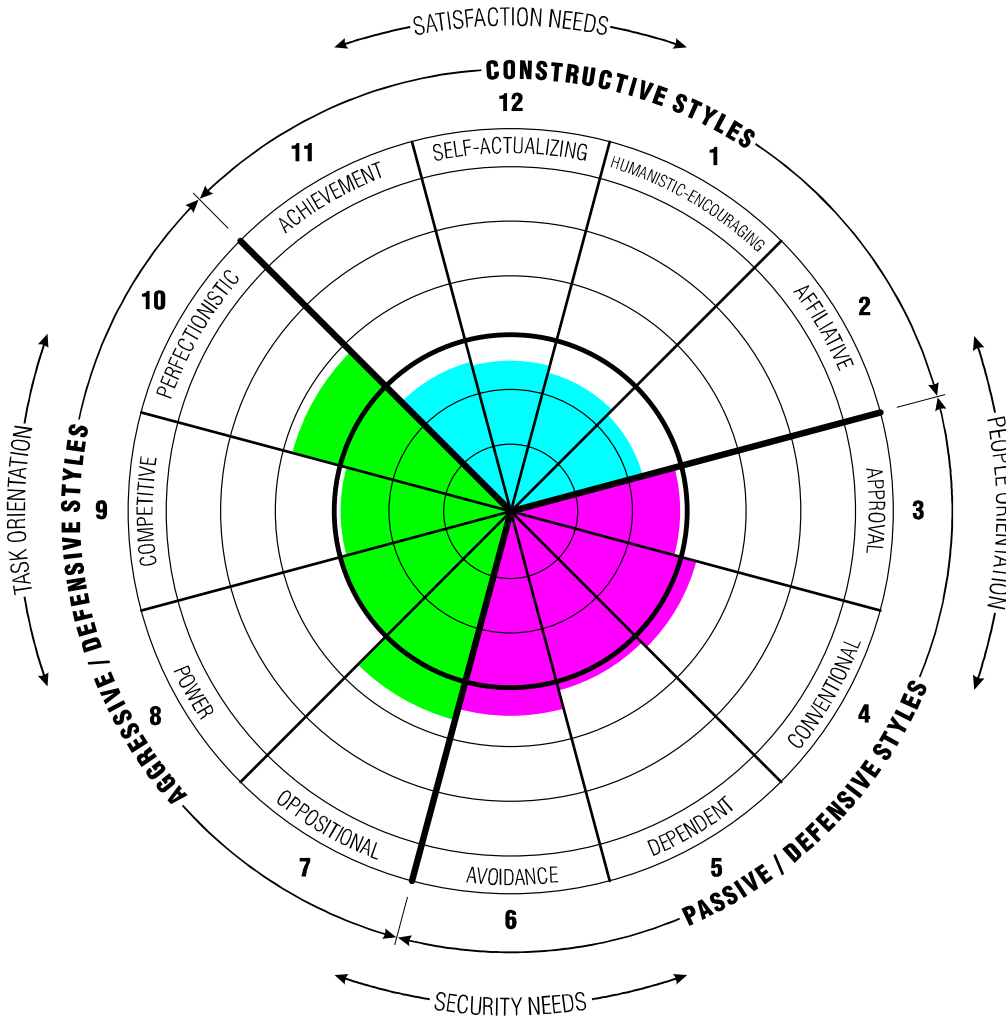 SATISFACTION NEEDS
CONSTRUCTIVE STYLES
12
11
1
SELF-ACTUALIZING
ACHIEVEMENT
HUMANISTIC-ENCOURAGING
10
2
PERFECTIONISTIC
AFFILIATIVE
TASK ORIENTATION
PEOPLE ORIENTATION
AGGRESSIVE / DEFENSIVE STYLES
9
COMPETITIVE
APPROVAL
3
8
POWER
CONVENTIONAL
4
OPPOSITIONAL
DEPENDENT
7
AVOIDANCE
5
6
PASSIVE / DEFENSIVE STYLES
SECURITY NEEDS